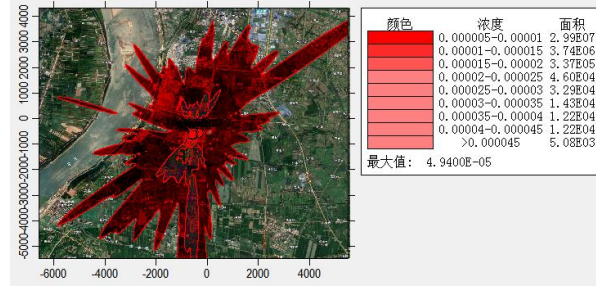 颜色 浓度 面积
0.000005-0.00001 2.99E07
0.00001-0.000015 3.74E06
0.000015-0.00002 3.37E05
0.00002-0.000025 4.60E04
0.000025-0.00003 3.29E04
0.00003-0.000035 1.43E04
0.000035-0.00004 1.22E04
0.00004-0.000045 1.22E04
>0.000045 5.08E03
最大值: 4.9400E-05
4000
3000
2000
1000
0
-1000
-2000
-3000
-4000
-5000
-6000 -4000 -2000 0 2000 4000